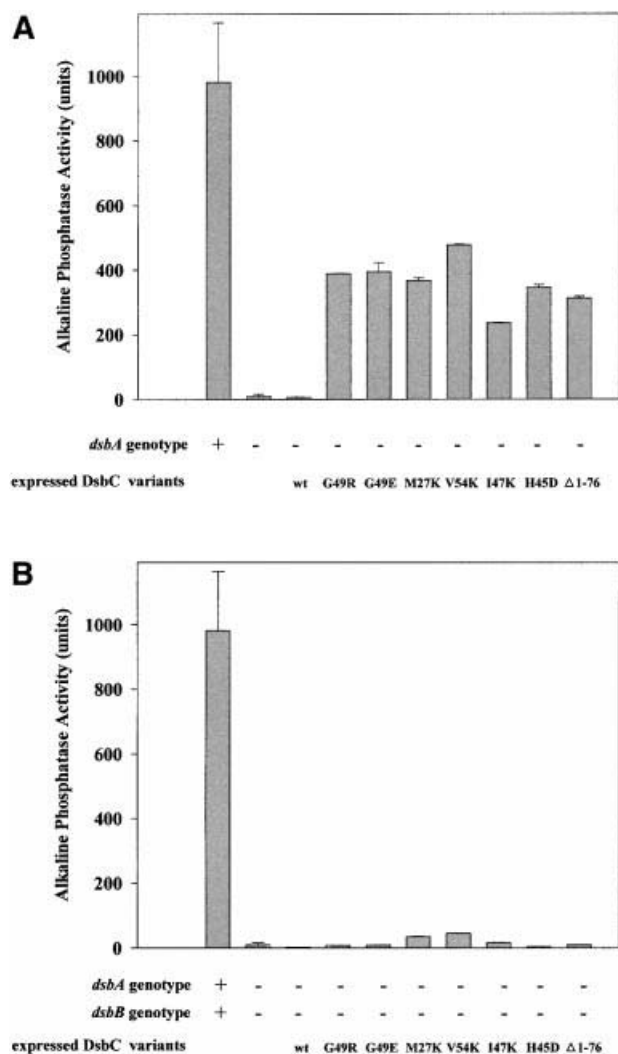 A
Alkaline Phosphatase Activity (units)
1000
800
600
400
200
0
dsbA genotype + - - - - - - - - -
expressed DsbC variants wt G49R G49E M27K V54K I47K H45D △1-76
B
Alkaline Phosphatase Activity (units)
1000
800
600
400
200
0
dsbA genotype + - - - - - - - - -
dsbB genotype + - - - - - - - - -
expressed DsbC variants wt G49R G49E M27K V54K I47K H45D △1-76